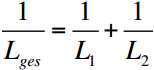 1/L_ges = 1/L_1 + 1/L_2